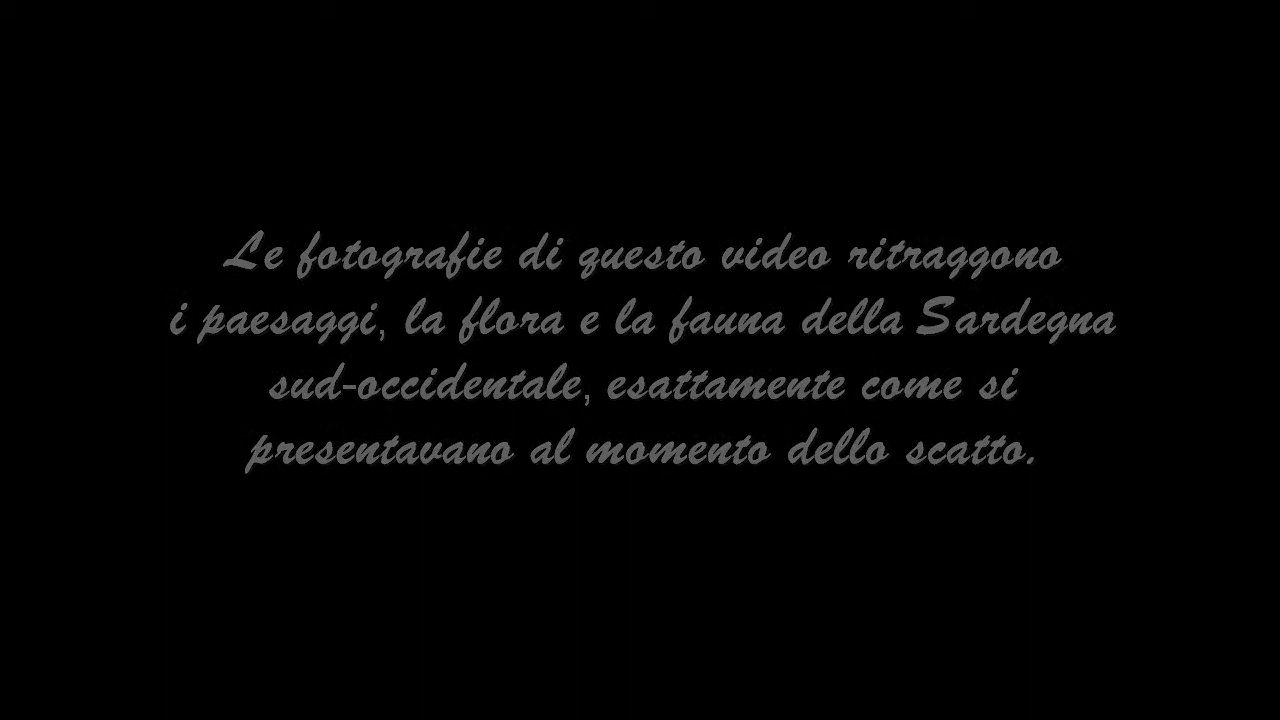 Le fotografie di questo video ritraggono
i paesaggi, la flora e la fauna della Sardegna
sud-occidentale, esattamente come si
presentavano al momento dello scatto.